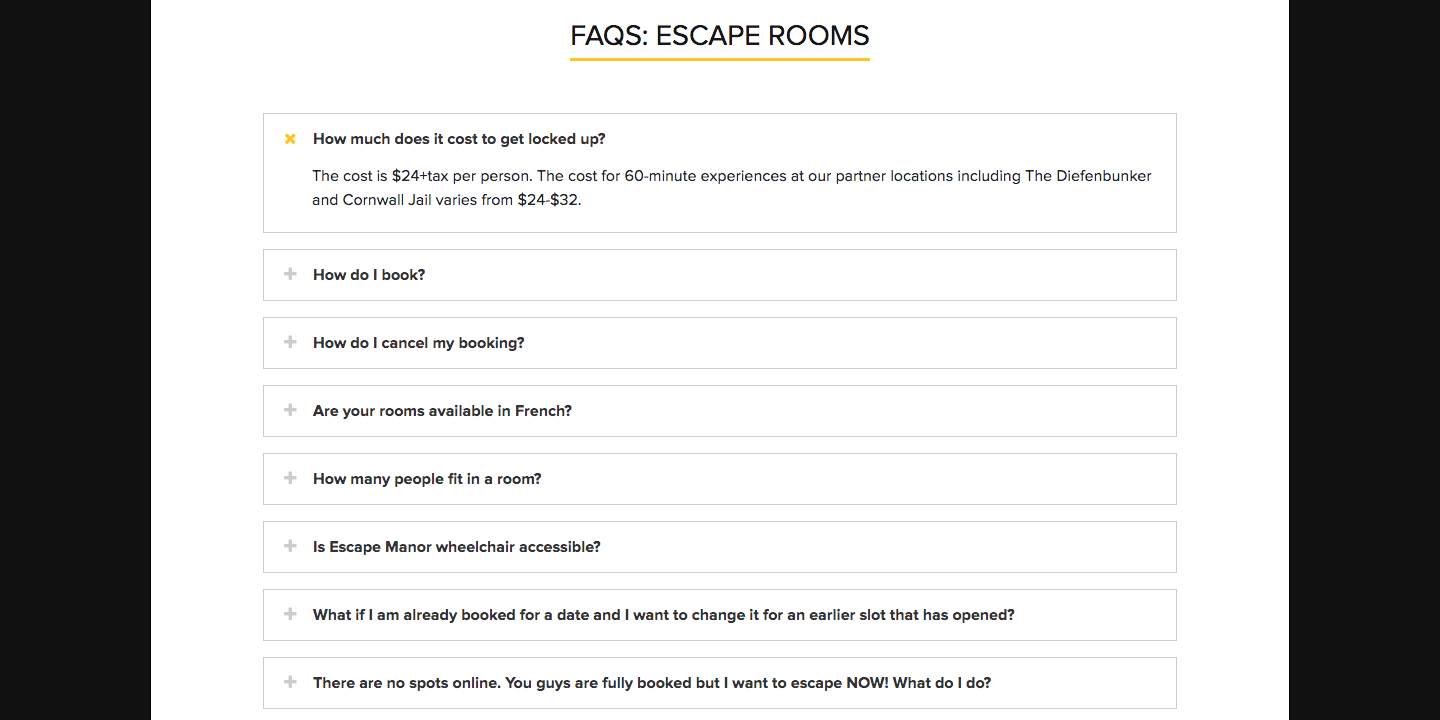 FAQS: ESCAPE ROOMS
How much does it cost to get locked up?
The cost is $24+tax per person. The cost for 60-minute experiences at our partner locations including The Diefenbunker
and Cornwall Jail varies from $24-$32.
How do I book?
How do I cancel my booking?
Are your rooms available in French?
How many people fit in a room?
Is Escape Manor wheelchair accessible?
What if I am already booked for a date and I want to change it for an earlier slot that has opened?
There are no spots online. You guys are fully booked but I want to escape NOW! What do I do?